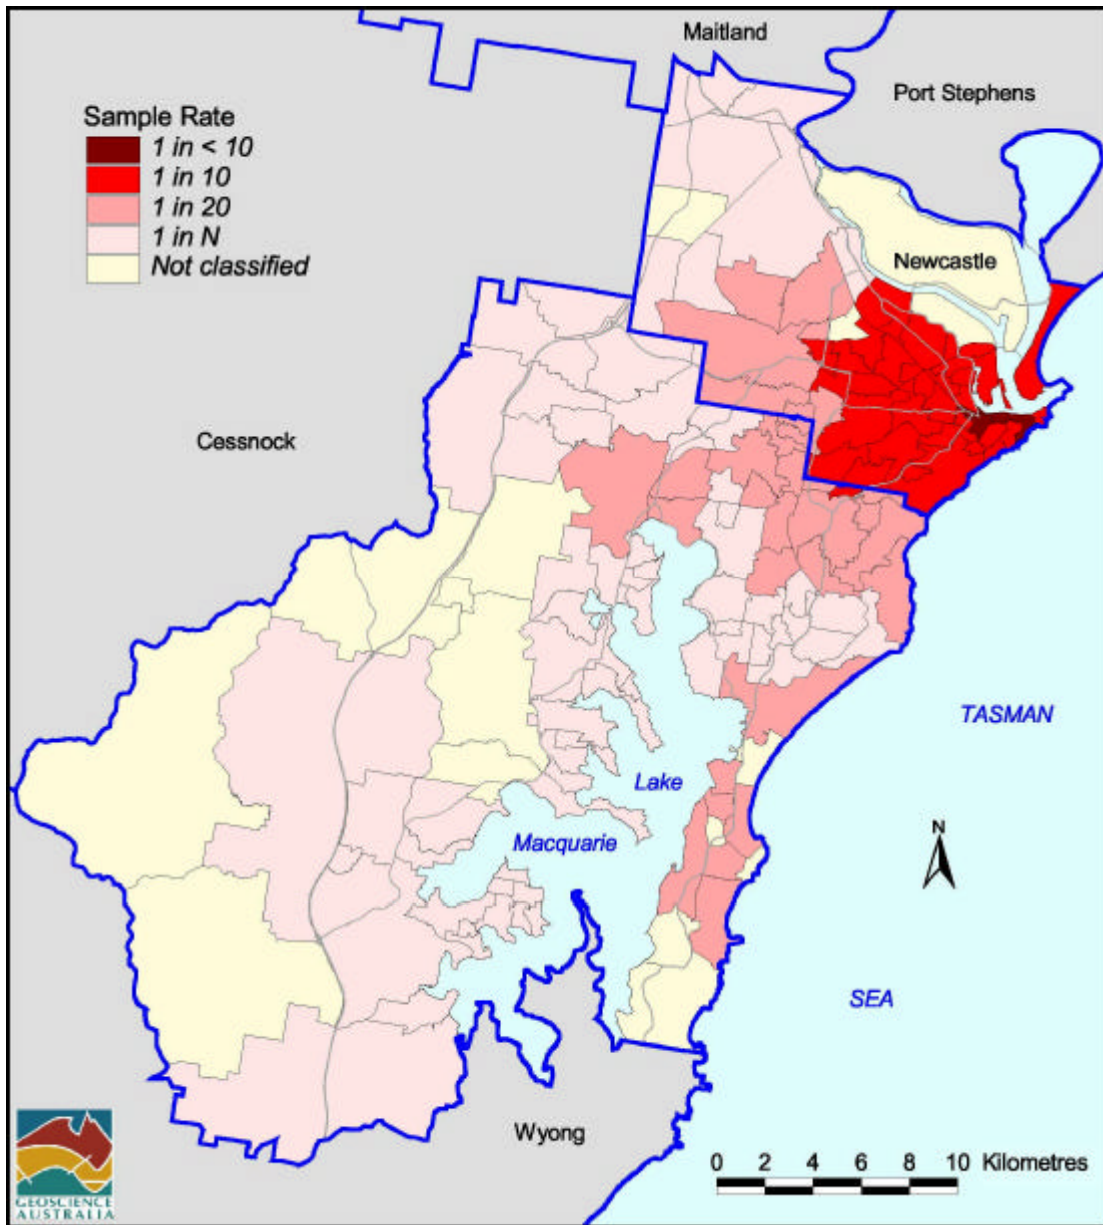 Maitland
Port Stephens
Sample Rate
1 in < 10
1 in 10
1 in 20
1 in N
Not classified
Newcastle
Cessnock
TASMAN
Lake
Macquarie
N
SEA
Wyong
0 2 4 6 8 10 Kilometres
GEOSCIENCE
AUSTRALIA